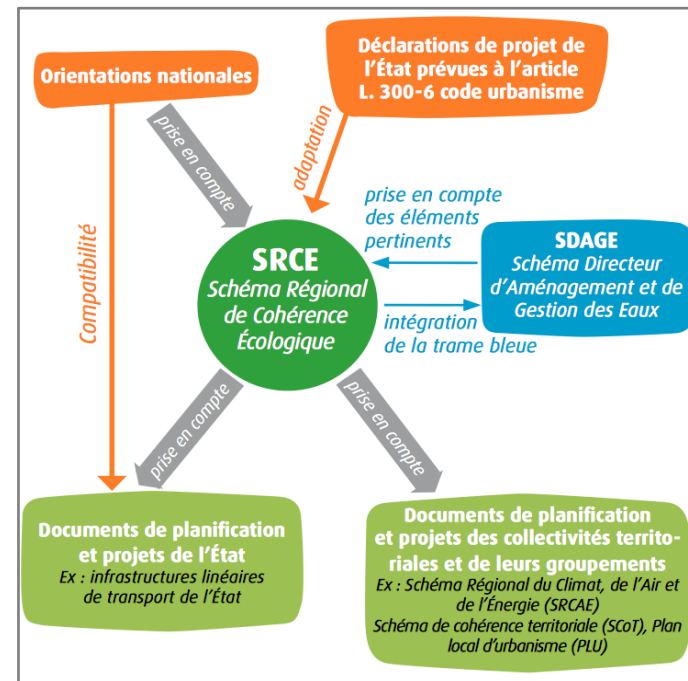 Orientations nationales
Déclarations de projet de
l'État prévues à l'article
L. 300-6 code urbanisme
prise en compte
adaptation
Compatibilité
prise en compte
des éléments
pertinents
SDAGE
Schéma Directeur
d'Aménagement et de
Gestion des Eaux
SRCE
Schéma Régional
de Cohérence
Écologique
intégration
de la trame bleue
prise en compte
prise en compte
Documents de planification
et projets de l'État
Ex : infrastructures linéaires
de transport de l'État
Documents de planification
et projets des collectivités territo-
riales et de leurs groupements
Ex : Schéma Régional du Climat, de l'Air et
de l'Énergie (SRCAE)
Schéma de cohérence territoriale (SCoT), Plan
local d'urbanisme (PLU)